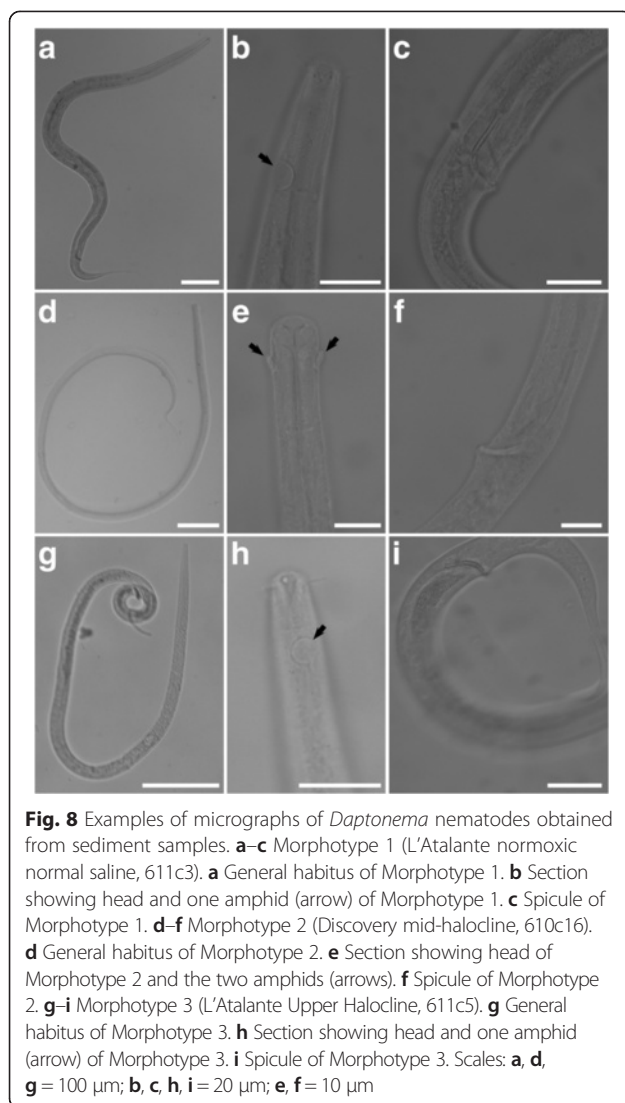 a
b
c
d
e
f
g
h
i
Fig. 8 Examples of micrographs of Daptonema nematodes obtained
from sediment samples. a–c Morphotype 1 (L'Atalante normoxic
normal saline, 611c3). a General habitus of Morphotype 1. b Section
showing head and one amphid (arrow) of Morphotype 1. c Spicule of
Morphotype 1. d–f Morphotype 2 (Discovery mid-halocline, 610c16).
d General habitus of Morphotype 2. e Section showing head of
Morphotype 2 and the two amphids (arrows). f Spicule of Morphotype
2. g–i Morphotype 3 (L'Atalante Upper Halocline, 611c5). g General
habitus of Morphotype 3. h Section showing head and one amphid
(arrow) of Morphotype 3. i Spicule of Morphotype 3. Scales: a, d,
g = 100 μm; b, c, h, i = 20 μm; e, f = 10 μm